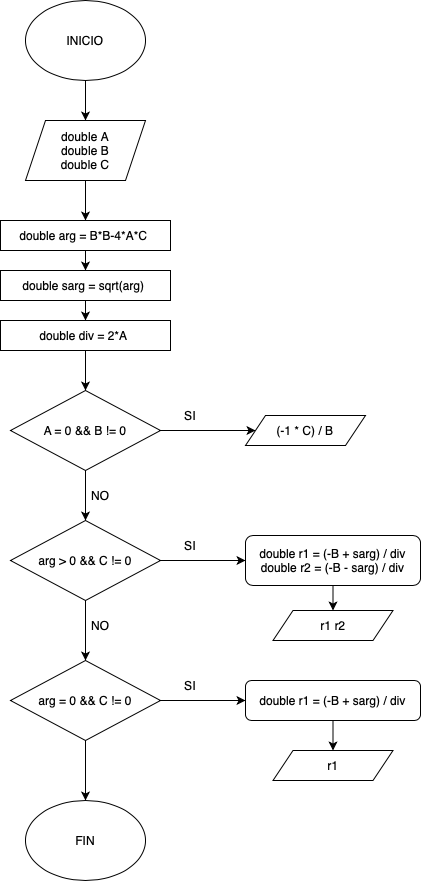 INICIO
double A
double B
double C
double arg = B*B-4*A*C
double sarg = sqrt(arg)
double div = 2*A
A = 0 && B != 0
SI
(-1 * C) / B
NO
arg > 0 && C != 0
SI
double r1 = (-B + sarg) / div
double r2 = (-B - sarg) / div
r1 r2
NO
arg = 0 && C != 0
SI
double r1 = (-B + sarg) / div
r1
FIN